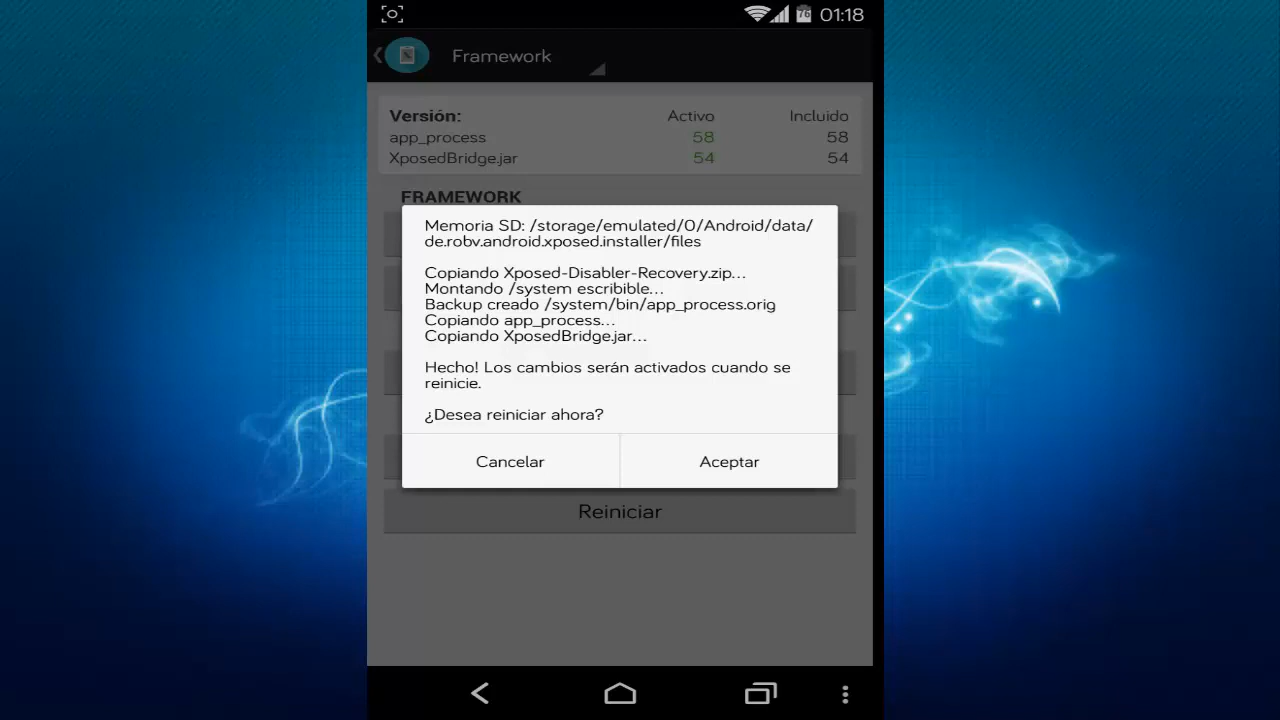 76 01:18
Framework
Versión: Activo Incluido
app_process 58 58
XposedBridge.jar 54 54
FRAMEWORK
Memoria SD: /storage/emulated/0/Android/data/
de.robv.android.xposed.installer/files
Copiando Xposed-Disabler-Recovery.zip...
Montando /system escribible...
Backup creado /system/bin/app_process.orig
Copiando app_process...
Copiando XposedBridge.jar...
Hecho! Los cambios serán activados cuando se
reinicie.
¿Desea reiniciar ahora?
Cancelar Aceptar
Reiniciar